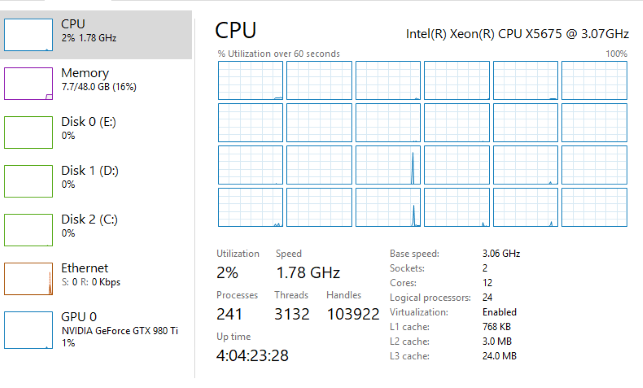 CPU
2% 1.78 GHz
Memory
7.7/48.0 GB (16%)
Disk 0 (E:)
0%
Disk 1 (D:)
0%
Disk 2 (C:)
0%
Ethernet
S: 0 R: 0 Kbps
GPU 0
NVIDIA GeForce GTX 980 Ti
1%
CPU
Intel(R) Xeon(R) CPU X5675 @ 3.07GHz
% Utilization over 60 seconds
100%
Utilization
Speed
2%
1.78 GHz
Processes
Threads
Handles
241
3132
103922
Up time
4:04:23:28
Base speed: 3.06 GHz
Sockets: 2
Cores: 12
Logical processors: 24
Virtualization: Enabled
L1 cache: 768 KB
L2 cache: 3.0 MB
L3 cache: 24.0 MB